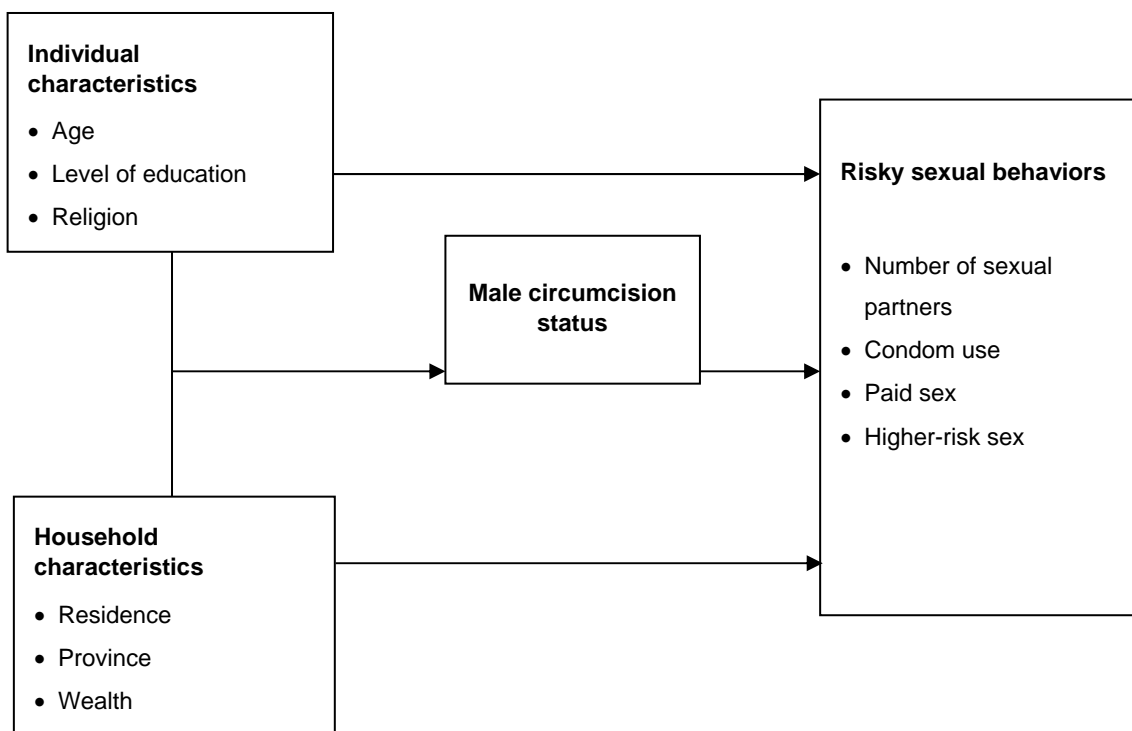 Individual
characteristics
• Age
• Level of education
• Religion
Male circumcision
status
Risky sexual behaviors
• Number of sexual
partners
• Condom use
• Paid sex
• Higher-risk sex
Household
characteristics
• Residence
• Province
• Wealth